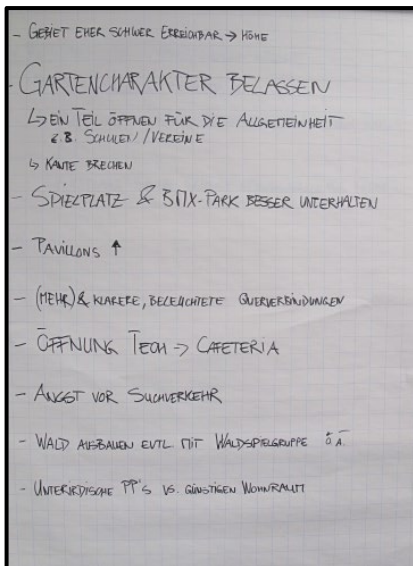 - GEBIET EHER SCHWER ERREICHBAR → HÖHE
- GARTENCHARAKTER BELASSEN
↳ EIN TEIL ÖFFNEN FÜR DIE ALLGEMEINHEIT
z.B. SCHULEN/VEREINE
↳ KANTE BRECHEN
- SPIELPLATZ & BMX-PARK BESSER UNTERHALTEN
- PAVILLONS ↑
- (MEHR) & KLARERE, BELEUCHTETE QUERVERBINDUNGEN
- ÖFFNUNG TECH → CAFETERIA
- ANGST VOR SUCHVERKEHR
- WALD AUSBAUEN EVTL MIT WALDSPIELGRUPPE O.Ä.
- UNTERIRDISCHE PP'S VS. GÜNSTIGEN WOHNRAUM